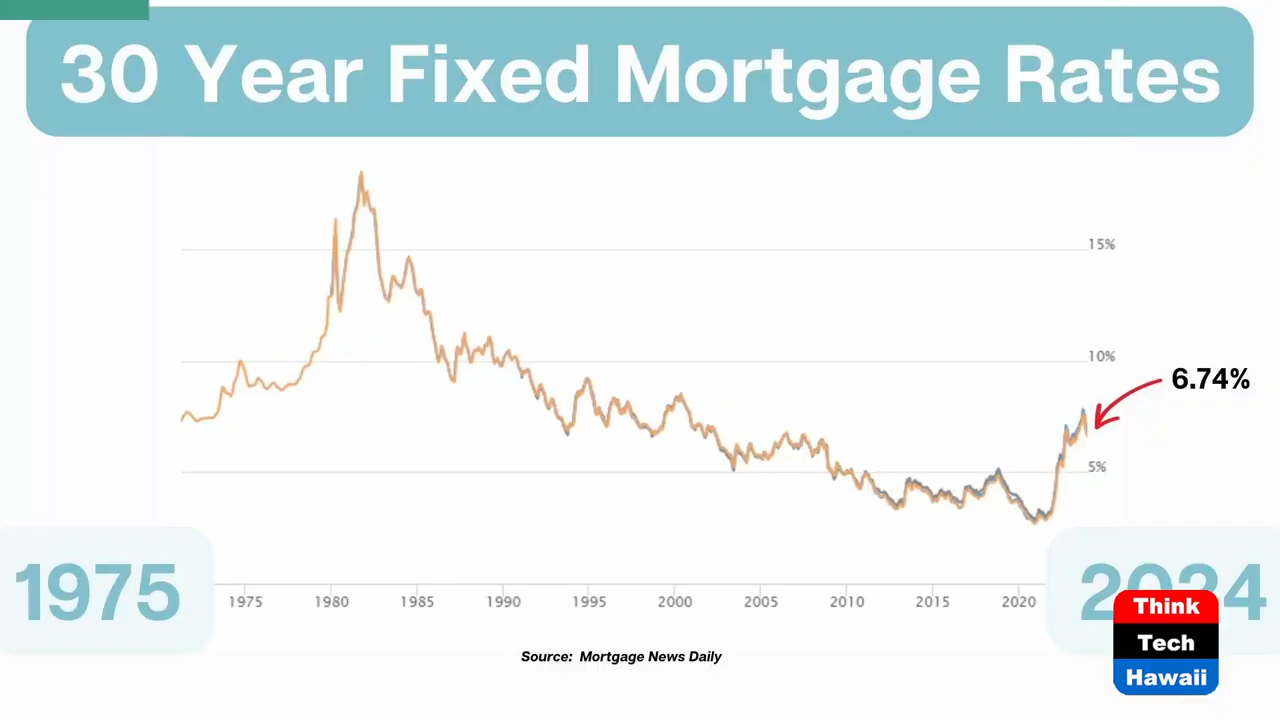 30 Year Fixed Mortgage Rates
15%
10%
6.74%
5%
1975
2024
1975 1980 1985 1990 1995 2000 2005 2010 2015 2020
Think
Tech
Hawaii
Source: Mortgage News Daily